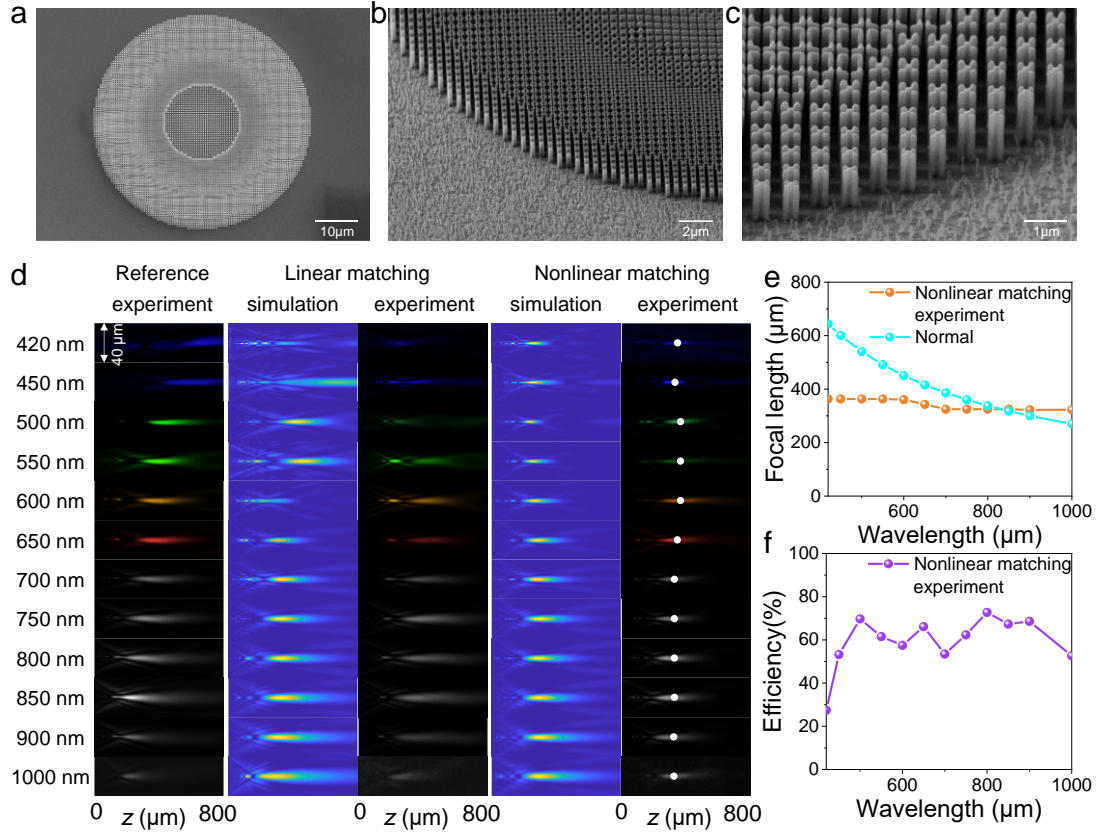 a
b
c
10μm
2μm
1μm
d
Reference
experiment
Linear matching
simulation
experiment
Nonlinear matching
simulation
experiment
40 μm
420 nm
450 nm
500 nm
550 nm
600 nm
650 nm
700 nm
750 nm
800 nm
850 nm
900 nm
1000 nm
0
z (μm)
800
0
z (μm)
800
0
z (μm)
800
e
Focal length (μm)
800
600
400
200
0
Nonlinear matching
experiment
Normal
600
800
1000
Wavelength (μm)
f
Efficiency(%)
100
80
60
40
20
0
Nonlinear matching
experiment
600
800
1000
Wavelength (μm)